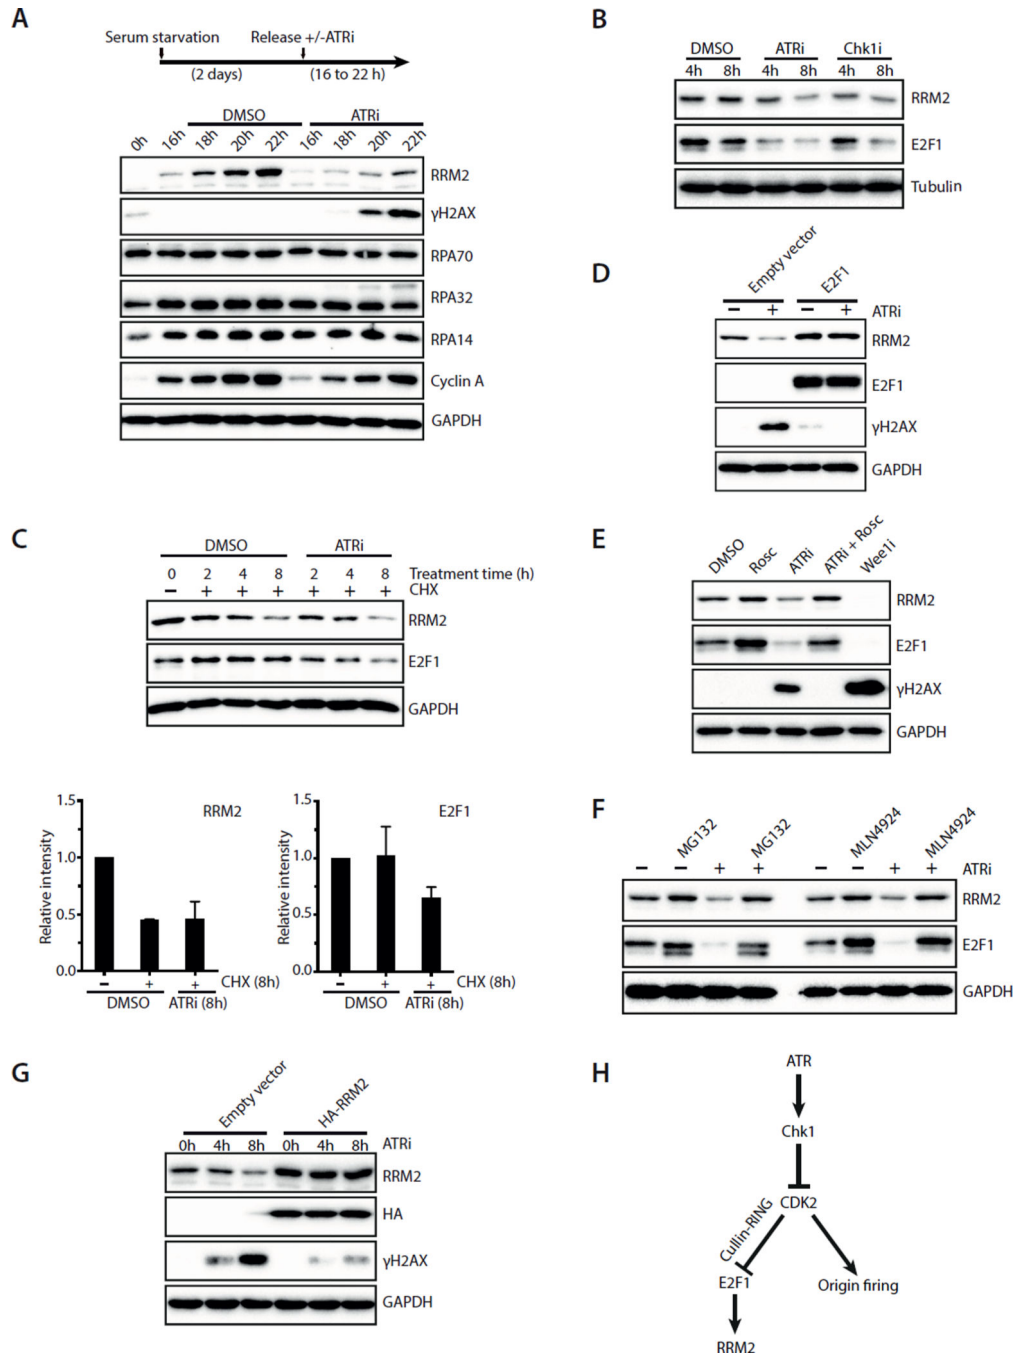 A
Serum starvation
Release +/-ATRi
(2 days)
(16 to 22 h)
DMSO
ATRi
0h 16h 18h 20h 22h 16h 18h 20h 22h
RRM2
γH2AX
RPA70
RPA32
RPA14
Cyclin A
GAPDH
B
DMSO ATRi Chk1i
4h 8h 4h 8h 4h 8h
RRM2
E2F1
Tubulin
D
Empty vector E2F1
– + – + ATRi
RRM2
E2F1
γH2AX
GAPDH
C
DMSO ATRi
0 2 4 8 2 4 8 Treatment time (h)
– + + + + + + CHX
RRM2
E2F1
GAPDH
1.5
1.0
0.5
0.0
Relative intensity
RRM2
– + + CHX (8h)
DMSO ATRi (8h)
1.5
1.0
0.5
0.0
Relative intensity
E2F1
– + + CHX (8h)
DMSO ATRi (8h)
E
DMSO Rosc ATRi ATRi + Rosc Wee1i
RRM2
E2F1
γH2AX
GAPDH
F
MG132 MG132 MLN4924 MLN4924
– – + + – – + + ATRi
RRM2
E2F1
GAPDH
G
Empty vector HA-RRM2
0h 4h 8h 0h 4h 8h ATRi
RRM2
HA
γH2AX
GAPDH
H
ATR
Chk1
CDK2
Cullin-RING
E2F1
Origin firing
RRM2